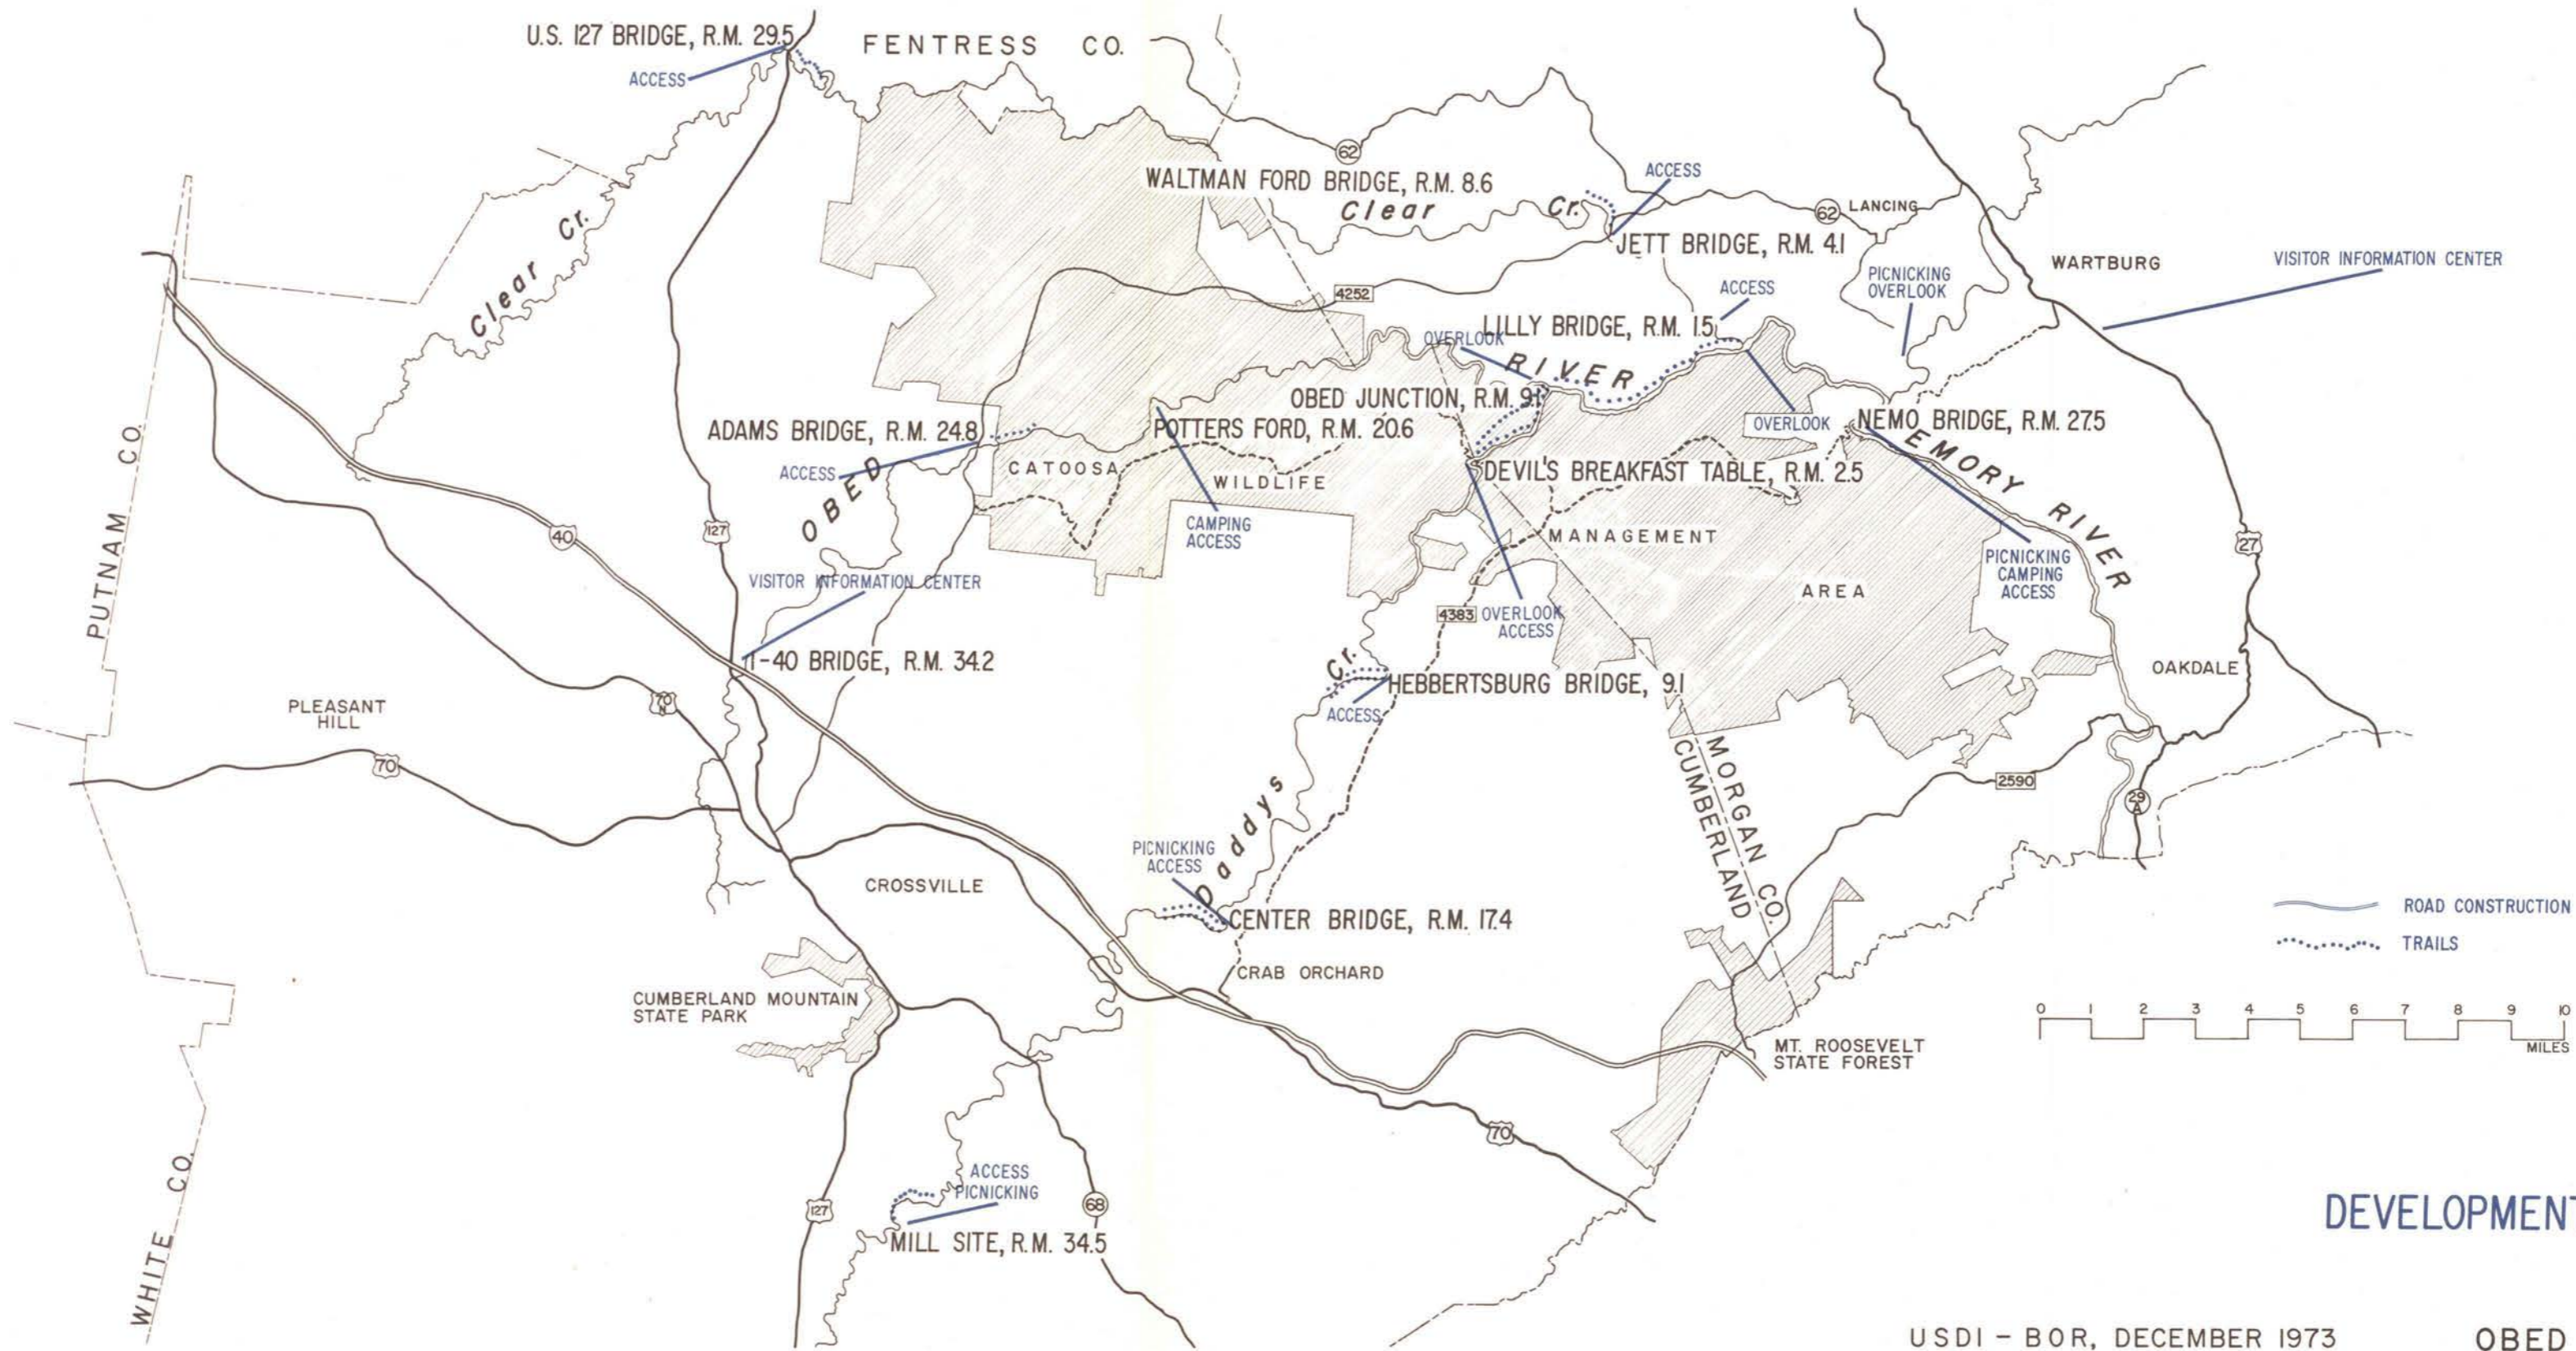 U.S. 127 BRIDGE, R.M. 29.5
ACCESS
FENTRESS CO.
62
WALTMAN FORD BRIDGE, R.M. 8.6
Clear Cr.
ACCESS
62
LANCING
JETT BRIDGE, R.M. 4.1
WARTBURG
VISITOR INFORMATION CENTER
Clear Cr.
PICNICKING
OVERLOOK
ACCESS
4252
LILLY BRIDGE, R.M. 1.5
OVERLOOK
RIVER
OBED JUNCTION, R.M. 9.1
ADAMS BRIDGE, R.M. 24.8
POTTERS FORD, R.M. 20.6
OVERLOOK
NEMO BRIDGE, R.M. 27.5
EMORY RIVER
ACCESS
OBED
CATOOSA
WILDLIFE
DEVIL'S BREAKFAST TABLE, R.M. 2.5
PUTNAM CO.
40
127
CAMPING
ACCESS
MANAGEMENT
27
PICNICKING
CAMPING
ACCESS
VISITOR INFORMATION CENTER
AREA
4383
OVERLOOK
ACCESS
I-40 BRIDGE, R.M. 34.2
Cr.
HEBBERTSBURG BRIDGE, 9.1
ACCESS
OAKDALE
PLEASANT
HILL
70
N
70
MORGAN CO.
CUMBERLAND
2590
29
A
Daddys
PICNICKING
ACCESS
CROSSVILLE
CENTER BRIDGE, R.M. 17.4
ROAD CONSTRUCTION
TRAILS
CRAB ORCHARD
CUMBERLAND MOUNTAIN
STATE PARK
0 1 2 3 4 5 6 7 8 9 10
MILES
MT. ROOSEVELT
STATE FOREST
70
WHITE CO.
ACCESS
PICNICKING
127
68
MILL SITE, R.M. 34.5
DEVELOPMENT
USDI - BOR, DECEMBER 1973
OBED